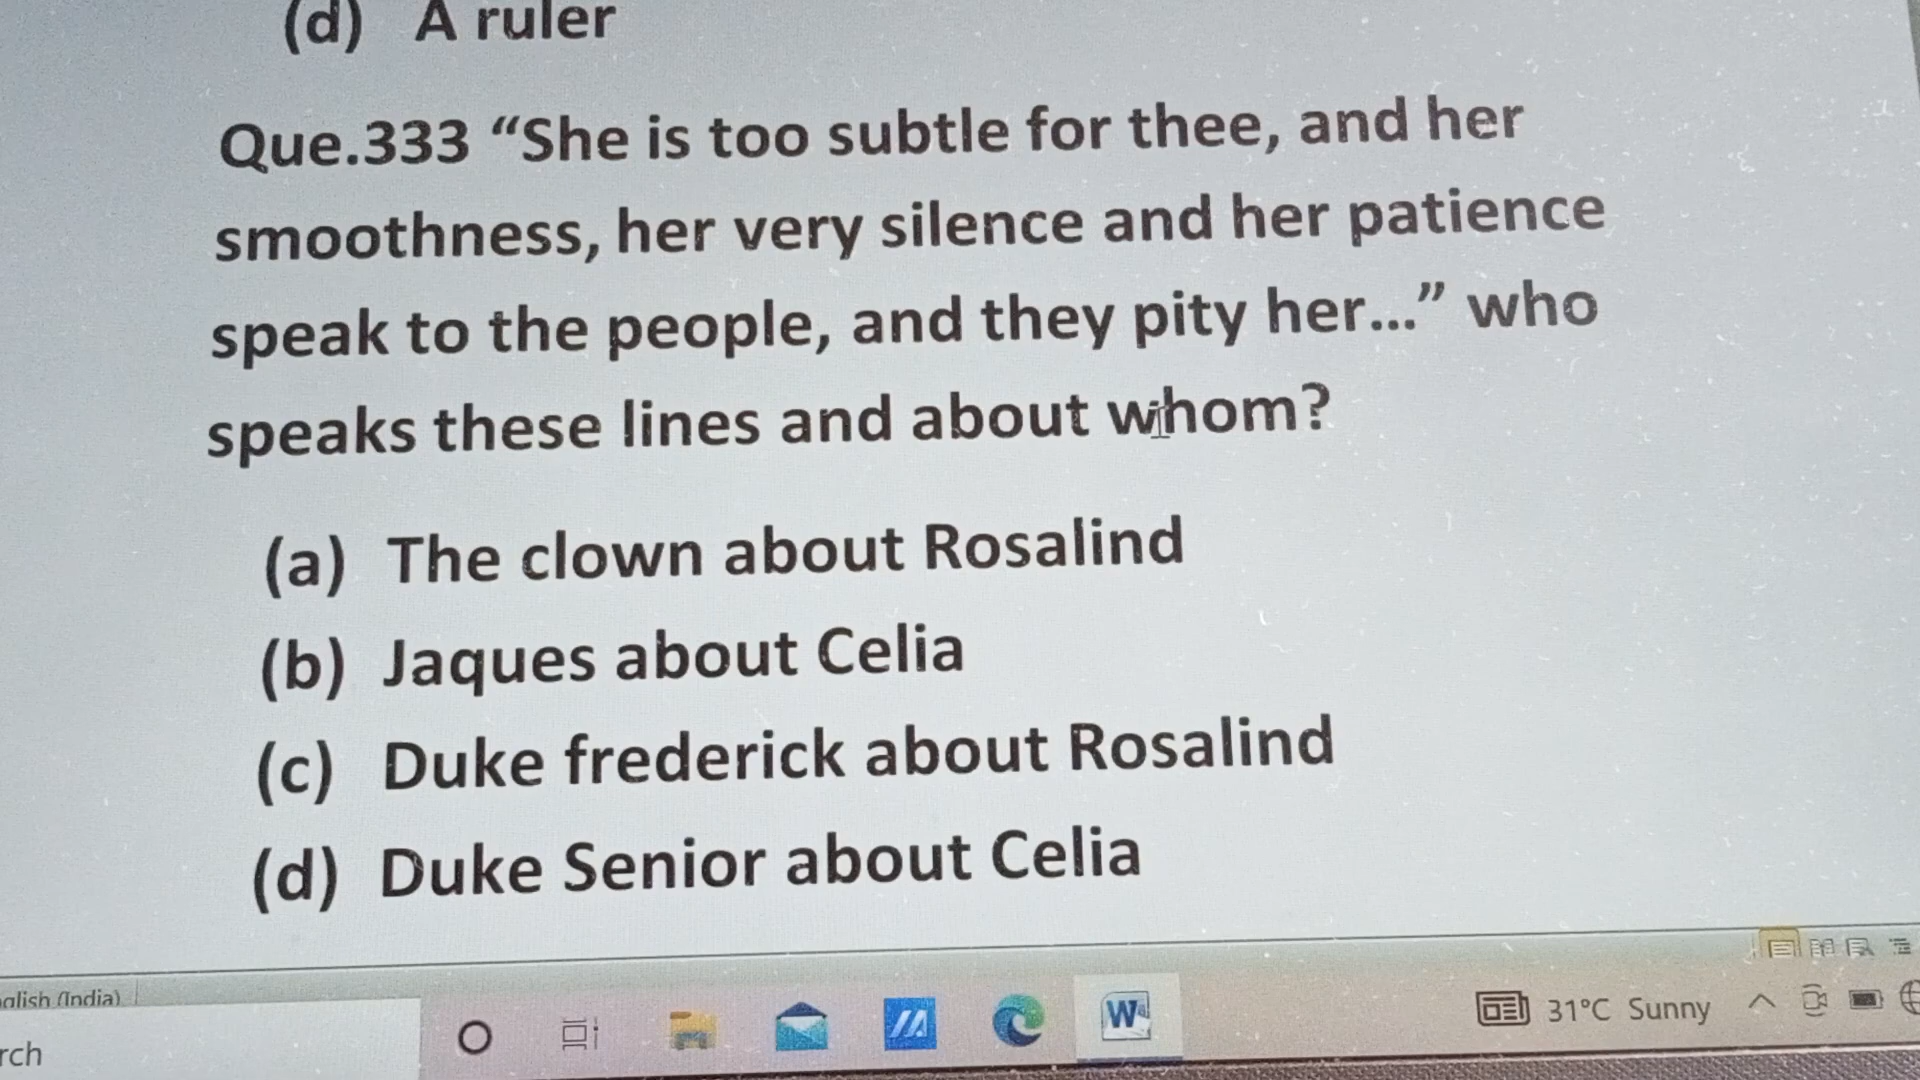 (d) A ruler
Que.333 “She is too subtle for thee, and her
smoothness, her very silence and her patience
speak to the people, and they pity her...” who
speaks these lines and about whom?
(a) The clown about Rosalind
(b) Jaques about Celia
(c) Duke frederick about Rosalind
(d) Duke Senior about Celia
glish (India)
rch
31°C Sunny